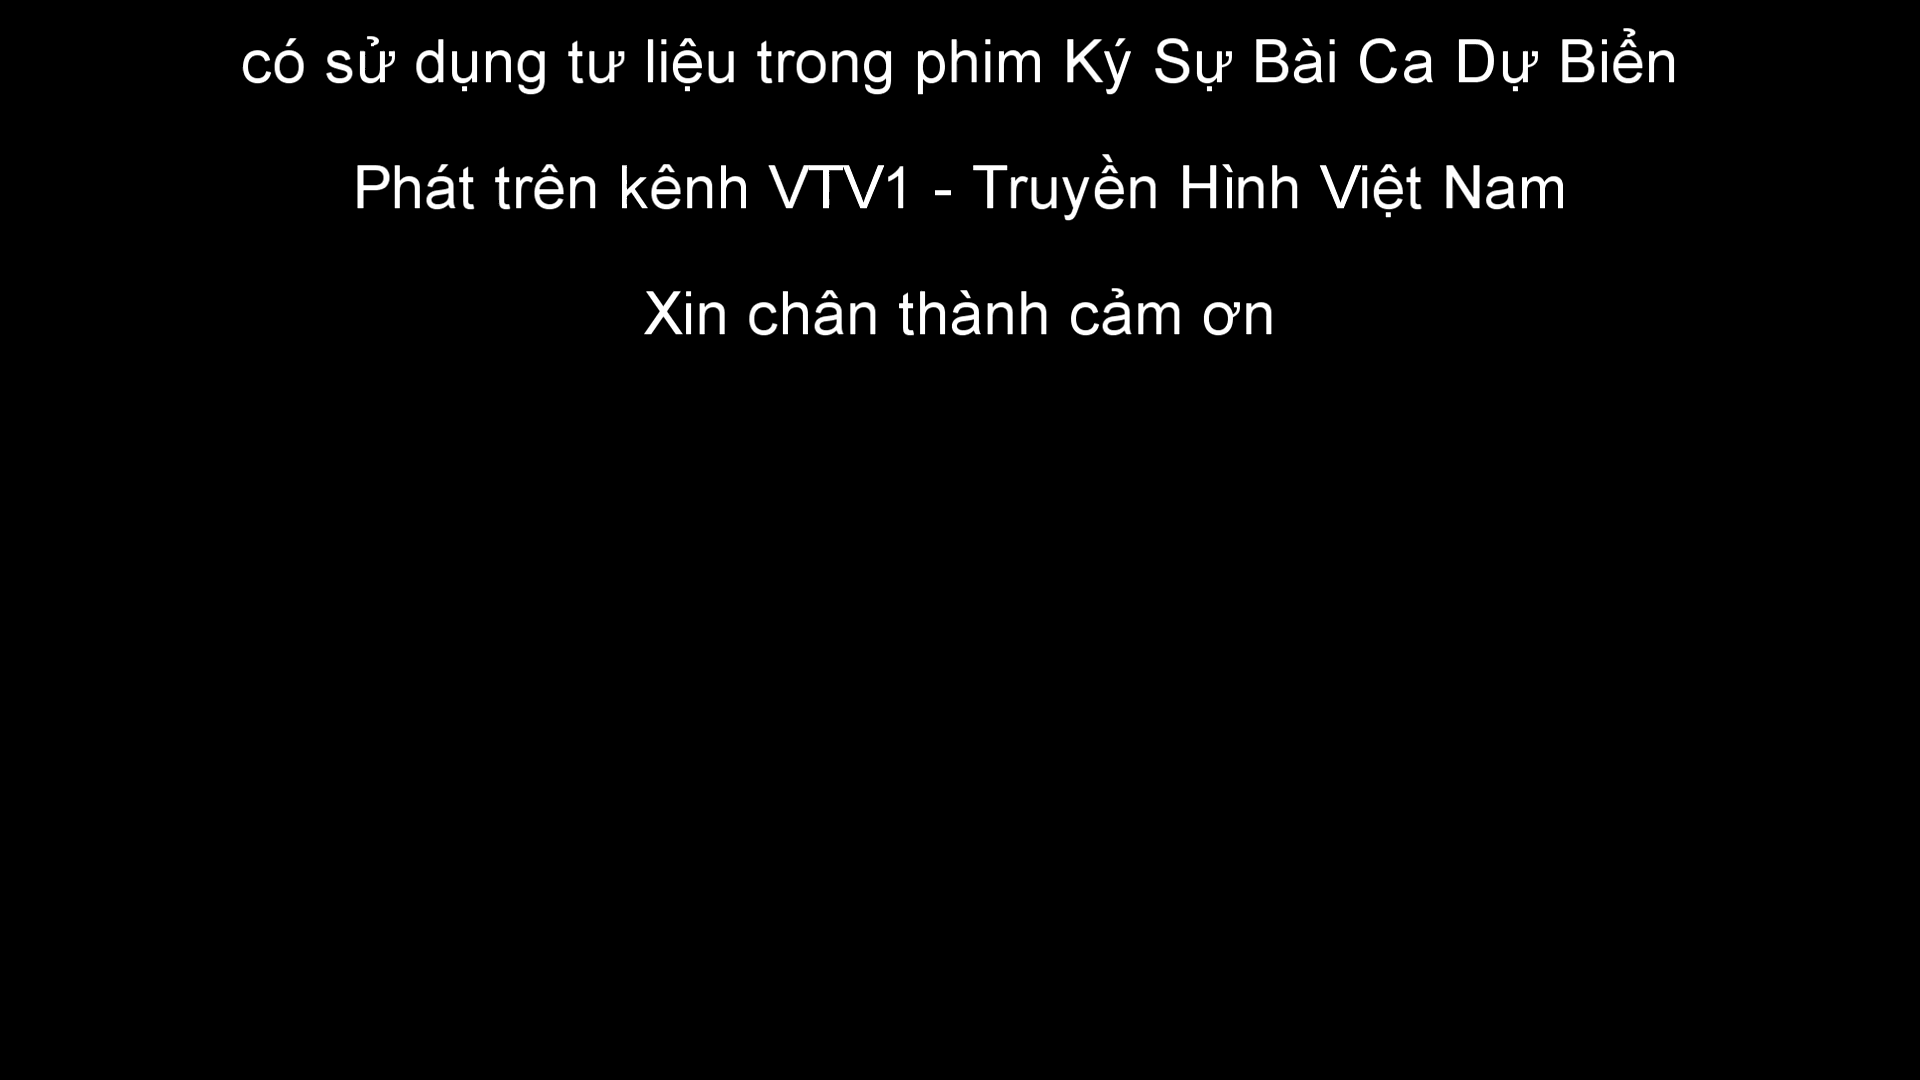 có sử dụng tư liệu trong phim Ký Sự Bài Ca Dự Biển
Phát trên kênh VTV1 - Truyền Hình Việt Nam
Xin chân thành cảm ơn